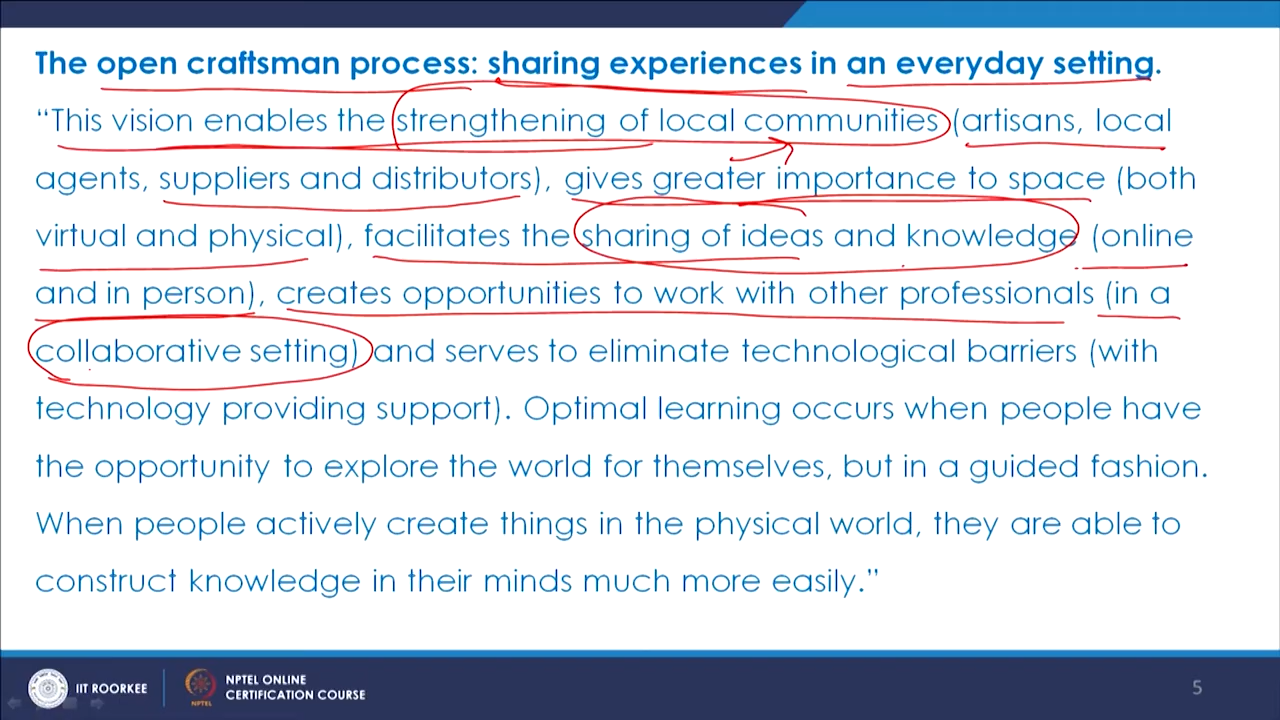 The open craftsman process: sharing experiences in an everyday setting.
“This vision enables the strengthening of local communities (artisans, local
agents, suppliers and distributors), gives greater importance to space (both
virtual and physical), facilitates the sharing of ideas and knowledge (online
and in person), creates opportunities to work with other professionals (in a
collaborative setting) and serves to eliminate technological barriers (with
technology providing support). Optimal learning occurs when people have
the opportunity to explore the world for themselves, but in a guided fashion.
When people actively create things in the physical world, they are able to
construct knowledge in their minds much more easily.”
IIT ROORKEE
NPTEL
NPTEL ONLINE
CERTIFICATION COURSE
5